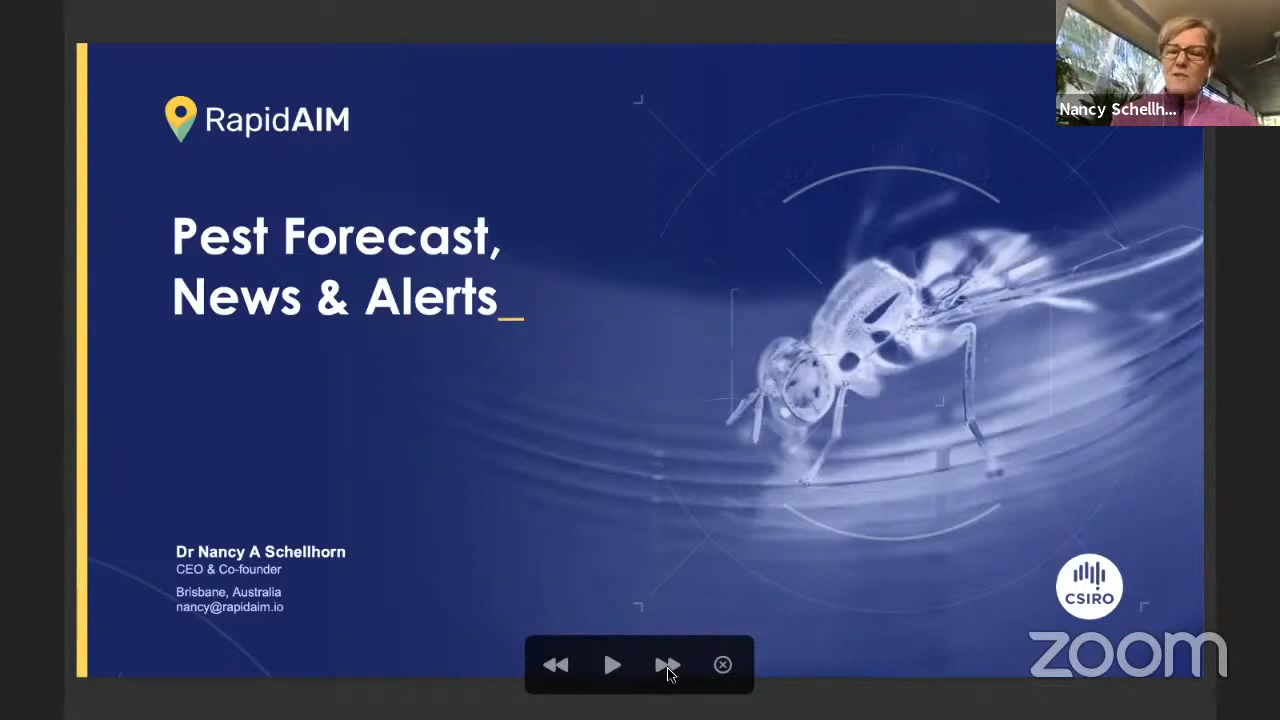 Nancy Schellh...
RapidAIM
Pest Forecast,
News & Alerts_
Dr Nancy A Schellhorn
CEO & Co-founder
Brisbane, Australia
nancy@rapidaim.io
CSIRO
zoom